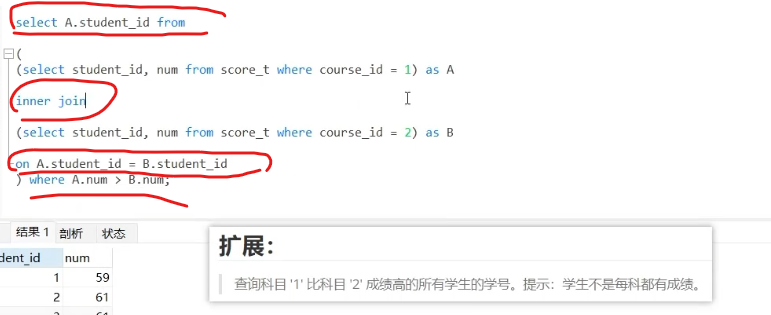 select A.student_id from
(
(select student_id, num from score_t where course_id = 1) as A
inner join
(select student_id, num from score_t where course_id = 2) as B
on A.student_id = B.student_id
) where A.num > B.num;
结果 1 剖析 状态
dent_id num
1 59
2 61
扩展：
查询科目 '1' 比科目 '2' 成绩高的所有学生的学号。提示：学生不是每科都有成绩。